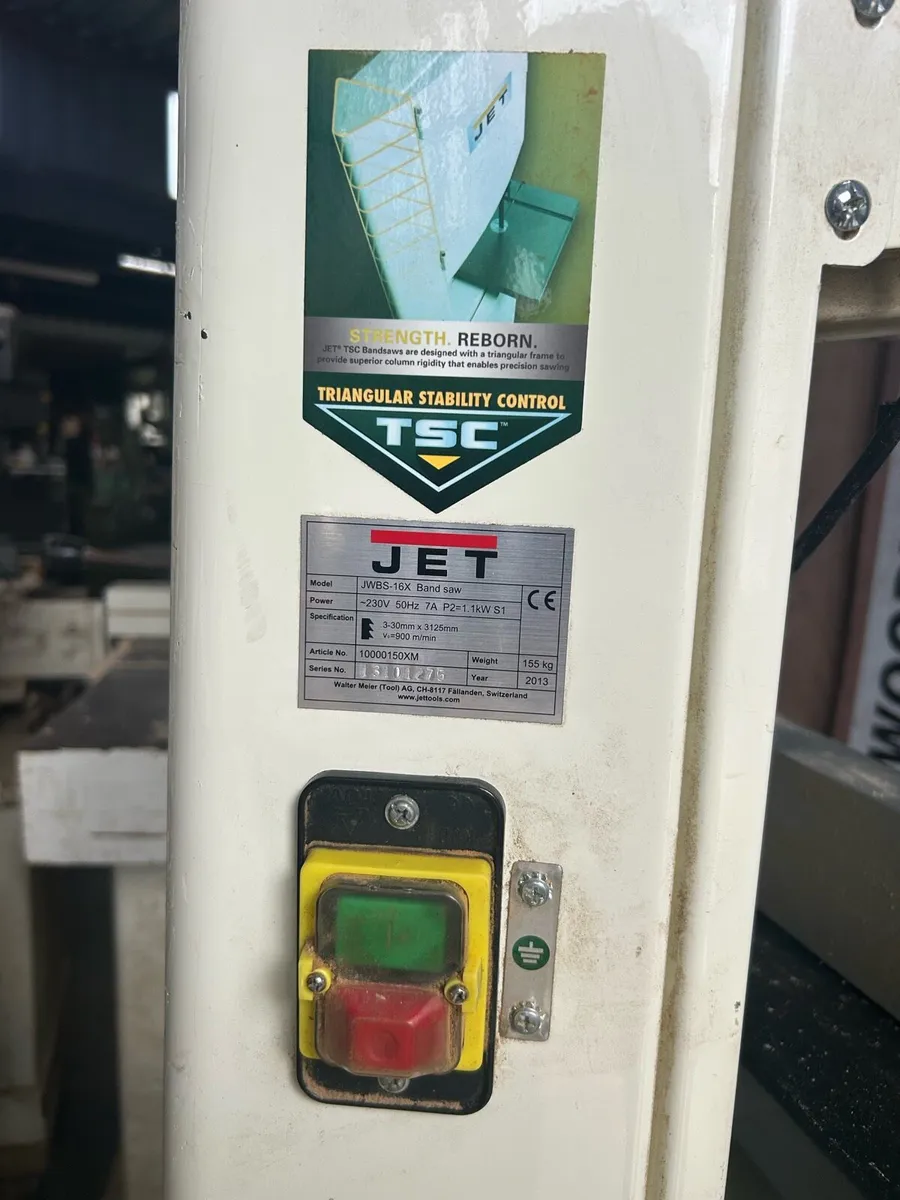 JET
STRENGTH. REBORN.
JET® TSC Bandsaws are designed with a triangular frame to
provide superior column rigidity that enables precision sawing
TRIANGULAR STABILITY CONTROL
TSC™
JET
Model JWBS-16X Band saw
Power ~230V 50Hz 7A P2=1.1kW S1 CE
Specification 3-30mm x 3125mm
V₀=900 m/min
Article No. 10000150XM Weight 155 kg
Series No. 13101275 Year 2013
Walter Meier (Tool) AG, CH-8117 Fällanden, Switzerland
www.jettools.com